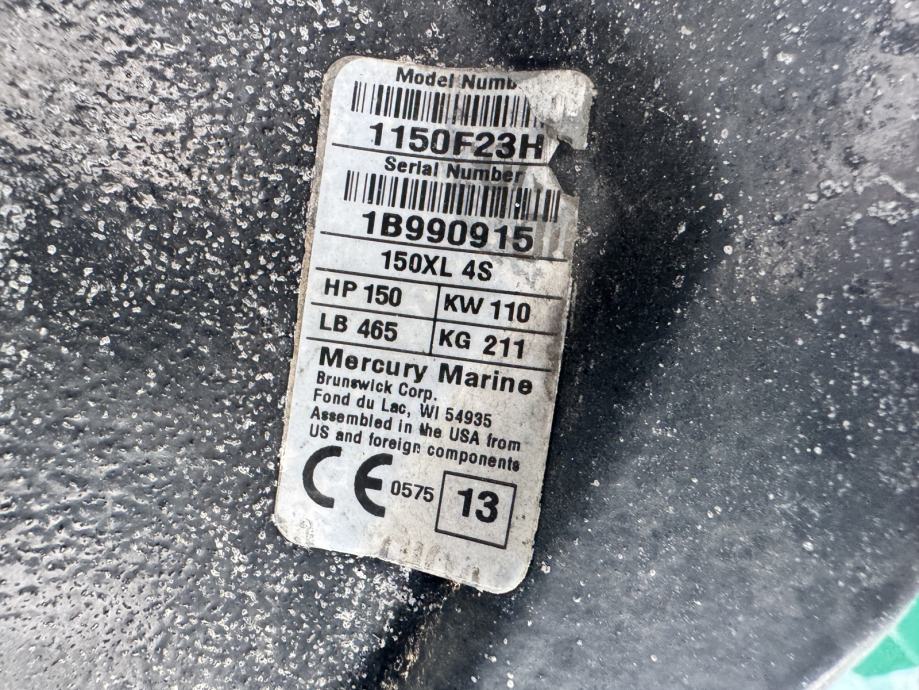 Model Numb
1150F23H
Serial Number
1B990915
150XL 4S
HP 150 KW 110
LB 465 KG 211
Mercury Marine
Brunswick Corp.
Fond du Lac, WI 54935
Assembled in the USA from
US and foreign components
CE 0575 13